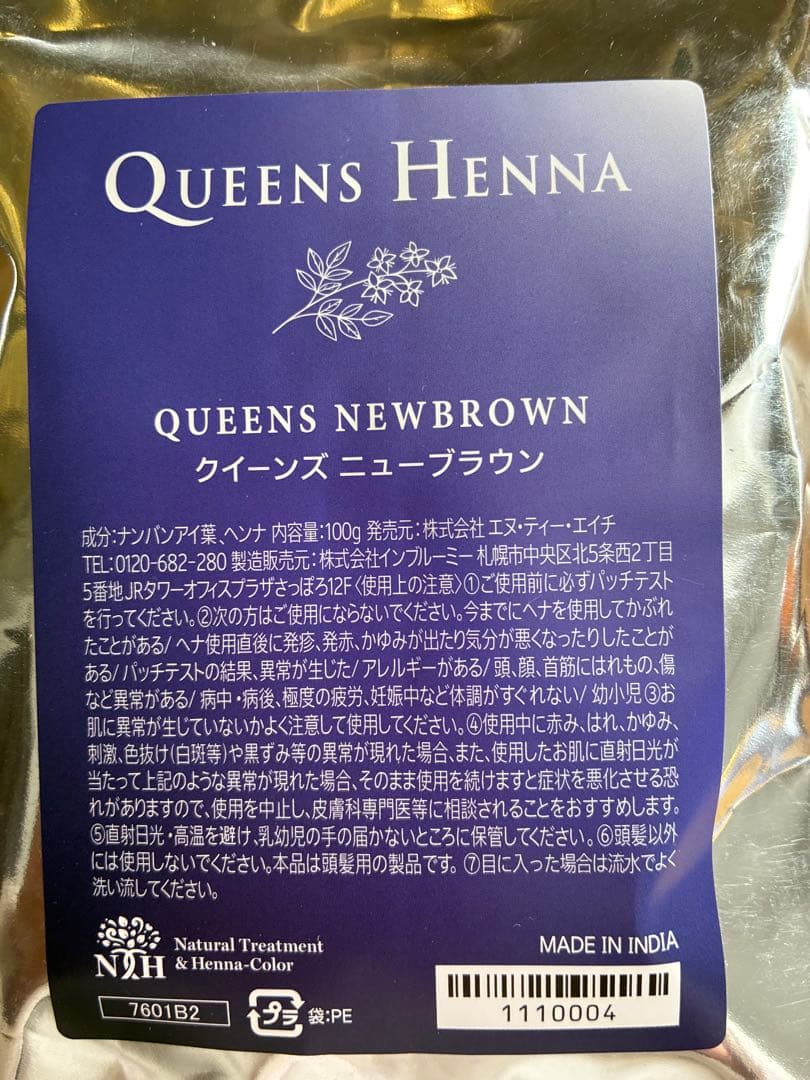 QUEENS HENNA
QUEENS NEWBROWN
クイーンズ ニューブラウン
成分:ナンバンアイ葉、ヘンナ 内容量:100g 発売元:株式会社 エヌ・ティー・エイチ
TEL:0120-682-280 製造販売元:株式会社インブルーミー 札幌市中央区北5条西2丁目
5番地 JRタワーオフィスプラザさっぽろ12F〈使用上の注意〉①ご使用前に必ずパッチテスト
を行ってください。②次の方はご使用にならないでください。今までにヘナを使用してかぶれ
たことがある/ ヘナ使用直後に発疹、発赤、かゆみが出たり気分が悪くなったりしたことが
ある/ パッチテストの結果、異常が生じた/ アレルギーがある/ 頭、顔、首筋にはれもの、傷
など異常がある/ 病中・病後、極度の疲労、妊娠中など体調がすぐれない/ 幼小児 ③お
肌に異常が生じていないかよく注意して使用してください。④使用中に赤み、はれ、かゆみ、
刺激、色抜け(白斑等)や黒ずみ等の異常が現れた場合、また、使用したお肌に直射日光が
当たって上記のような異常が現れた場合、そのまま使用を続けますと症状を悪化させる恐
れがありますので、使用を中止し、皮膚科専門医等に相談されることをおすすめします。
⑤直射日光・高温を避け、乳幼児の手の届かないところに保管してください。⑥頭髪以外
には使用しないでください。本品は頭髪用の製品です。⑦目に入った場合は流水でよく
洗い流してください。
NTH
Natural Treatment
& Henna-Color
MADE IN INDIA
7601B2
プラ 袋:PE
1110004